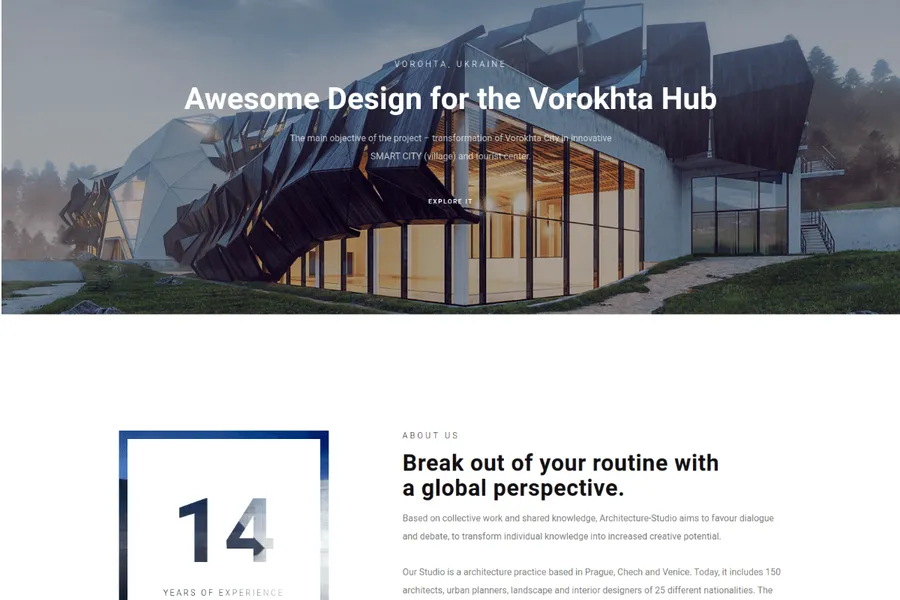 VOROHTA, UKRAINE
Awesome Design for the Vorokhta Hub
The main objective of the project – transformation of Vorokhta City in innovative
SMART CITY (village) and tourist center.
EXPLORE IT
14
YEARS OF EXPERIENCE
ABOUT US
Break out of your routine with
a global perspective.
Based on collective work and shared knowledge, Architecture-Studio aims to favour dialogue
and debate, to transform individual knowledge into increased creative potential.
Our Studio is a architecture practice based in Prague, Chech and Venice. Today, it includes 150
architects, urban planners, landscape and interior designers of 25 different nationalities. The